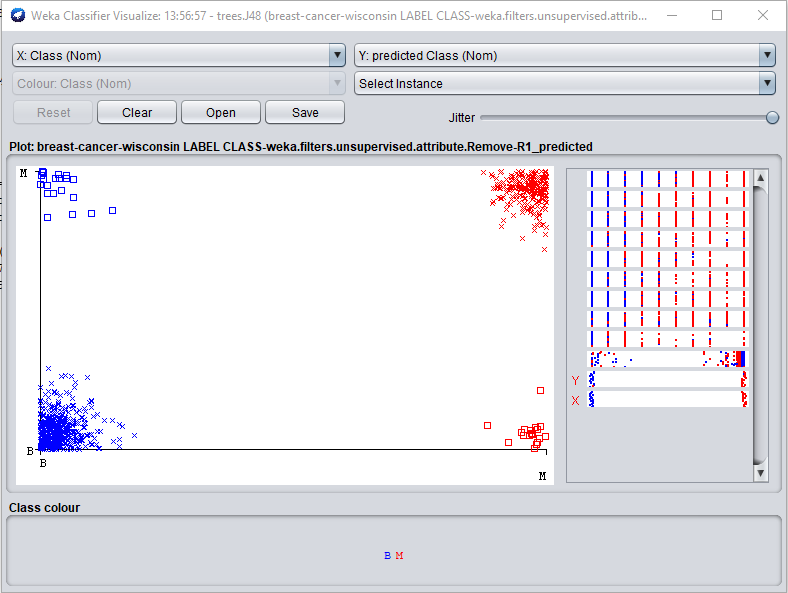 Weka Classifier Visualize: 13:56:57 - trees.J48 (breast-cancer-wisconsin LABEL CLASS-weka.filters.unsupervised.attrib...
X: Class (Nom) Y: predicted Class (Nom)
Colour: Class (Nom) Select Instance
Reset Clear Open Save Jitter
Plot: breast-cancer-wisconsin LABEL CLASS-weka.filters.unsupervised.attribute.Remove-R1_predicted
M
Y
X
B
B
M
Class colour
B M